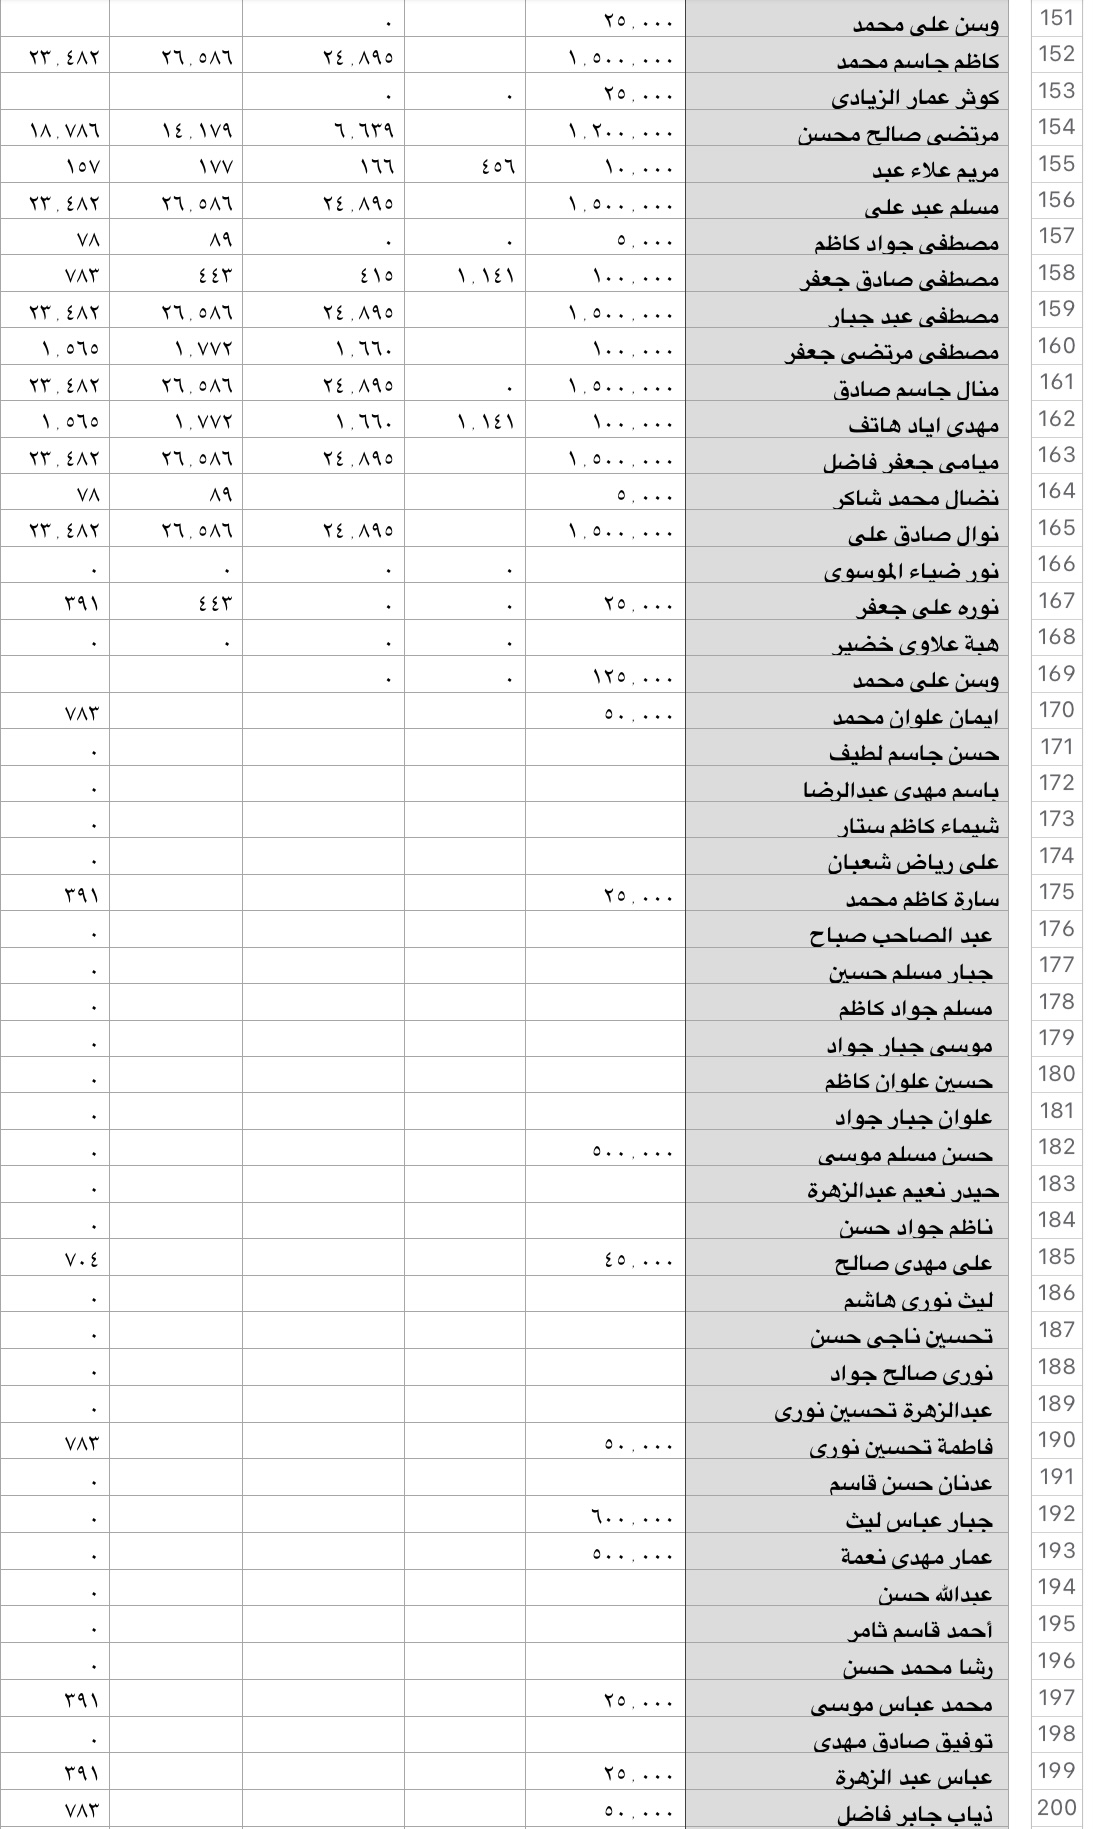 151 وسن على محمد ٢٥,٠٠٠ ٠
152 كاظم جاسم محمد ١,٥٠٠,٠٠٠ ٢٤,٨٩٥ ٢٦,٥٨٦ ٢٣,٤٨٢
153 كوثر عمار الزيادى ٢٥,٠٠٠ ٠ ٠
154 مرتضى صالح محسن ١,٢٠٠,٠٠٠ ٦,٦٣٩ ١٤,١٧٩ ١٨,٧٨٦
155 مريم علاء عبد ١٠,٠٠٠ ٤٥٦ ١٦٦ ١٧٧ ١٥٧
156 مسلم عبد على ١,٥٠٠,٠٠٠ ٢٤,٨٩٥ ٢٦,٥٨٦ ٢٣,٤٨٢
157 مصطفى جواد كاظم ٥,٠٠٠ ٠ ٠ ٨٩ ٧٨
158 مصطفى صادق جعفر ١٠٠,٠٠٠ ١,١٤١ ٤١٥ ٤٤٣ ٧٨٣
159 مصطفى عبد جبار ١,٥٠٠,٠٠٠ ٢٤,٨٩٥ ٢٦,٥٨٦ ٢٣,٤٨٢
160 مصطفى مرتضى جعفر ١٠٠,٠٠٠ ١,٦٦٠ ١,٧٧٢ ١,٥٦٥
161 منال جاسم صادق ١,٥٠٠,٠٠٠ ٠ ٢٤,٨٩٥ ٢٦,٥٨٦ ٢٣,٤٨٢
162 مهدى اياد هاتف ١٠٠,٠٠٠ ١,١٤١ ١,٦٦٠ ١,٧٧٢ ١,٥٦٥
163 ميامى جعفر فاضل ١,٥٠٠,٠٠٠ ٢٤,٨٩٥ ٢٦,٥٨٦ ٢٣,٤٨٢
164 نضال محمد شاكر ٥,٠٠٠ ٨٩ ٧٨
165 نوال صادق على ١,٥٠٠,٠٠٠ ٢٤,٨٩٥ ٢٦,٥٨٦ ٢٣,٤٨٢
166 نور ضياء الموسوى ٠ ٠ ٠ ٠
167 نوره على جعفر ٢٥,٠٠٠ ٠ ٠ ٤٤٣ ٣٩١
168 هبة علاوى خضير ٠ ٠ ٠ ٠
169 وسن على محمد ١٢٥,٠٠٠ ٠ ٠
170 ايمان علوان محمد ٥٠,٠٠٠ ٧٨٣
171 حسن جاسم لطيف ٠
172 باسم مهدى عبدالرضا ٠
173 شيماء كاظم ستار ٠
174 على رياض شعبان ٠
175 سارة كاظم محمد ٢٥,٠٠٠ ٣٩١
176 عبد الصاحب صباح ٠
177 جبار مسلم حسين ٠
178 مسلم جواد كاظم ٠
179 موسى جبار جواد ٠
180 حسين علوان كاظم ٠
181 علوان جبار جواد ٠
182 حسن مسلم موسى ٥٠٠,٠٠٠ ٠
183 حيدر نعيم عبدالزهرة ٠
184 ناظم جواد حسن ٠
185 على مهدى صالح ٤٥,٠٠٠ ٧٠٤
186 ليث نورى هاشم ٠
187 تحسين ناجى حسن ٠
188 نورى صالح جواد ٠
189 عبدالزهرة تحسين نورى ٠
190 فاطمة تحسين نورى ٥٠,٠٠٠ ٧٨٣
191 عدنان حسن قاسم ٠
192 جبار عباس ليث ٦٠٠,٠٠٠ ٠
193 عمار مهدى نعمة ٥٠٠,٠٠٠ ٠
194 عبدالله حسن ٠
195 أحمد قاسم ثامر ٠
196 رشا محمد حسن ٠
197 محمد عباس موسى ٢٥,٠٠٠ ٣٩١
198 توفيق صادق مهدى ٠
199 عباس عبد الزهرة ٢٥,٠٠٠ ٣٩١
200 ذياب جابر فاضل ٥٠,٠٠٠ ٧٨٣